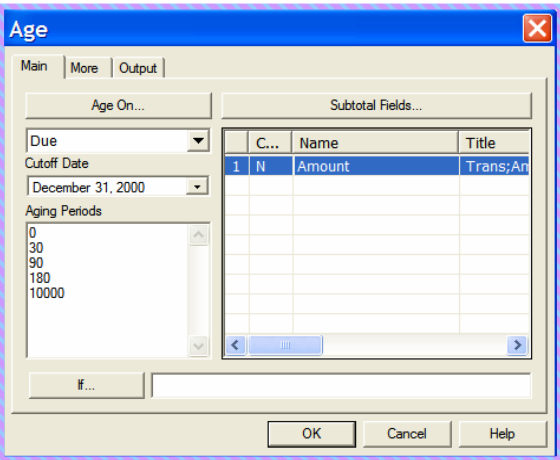 Age
Main More Output
Age On...
Subtotal Fields...
Due
Cutoff Date
December 31, 2000
Aging Periods
0
30
90
180
10000
C... Name Title
1 N Amount Trans;Am
If...
OK Cancel Help